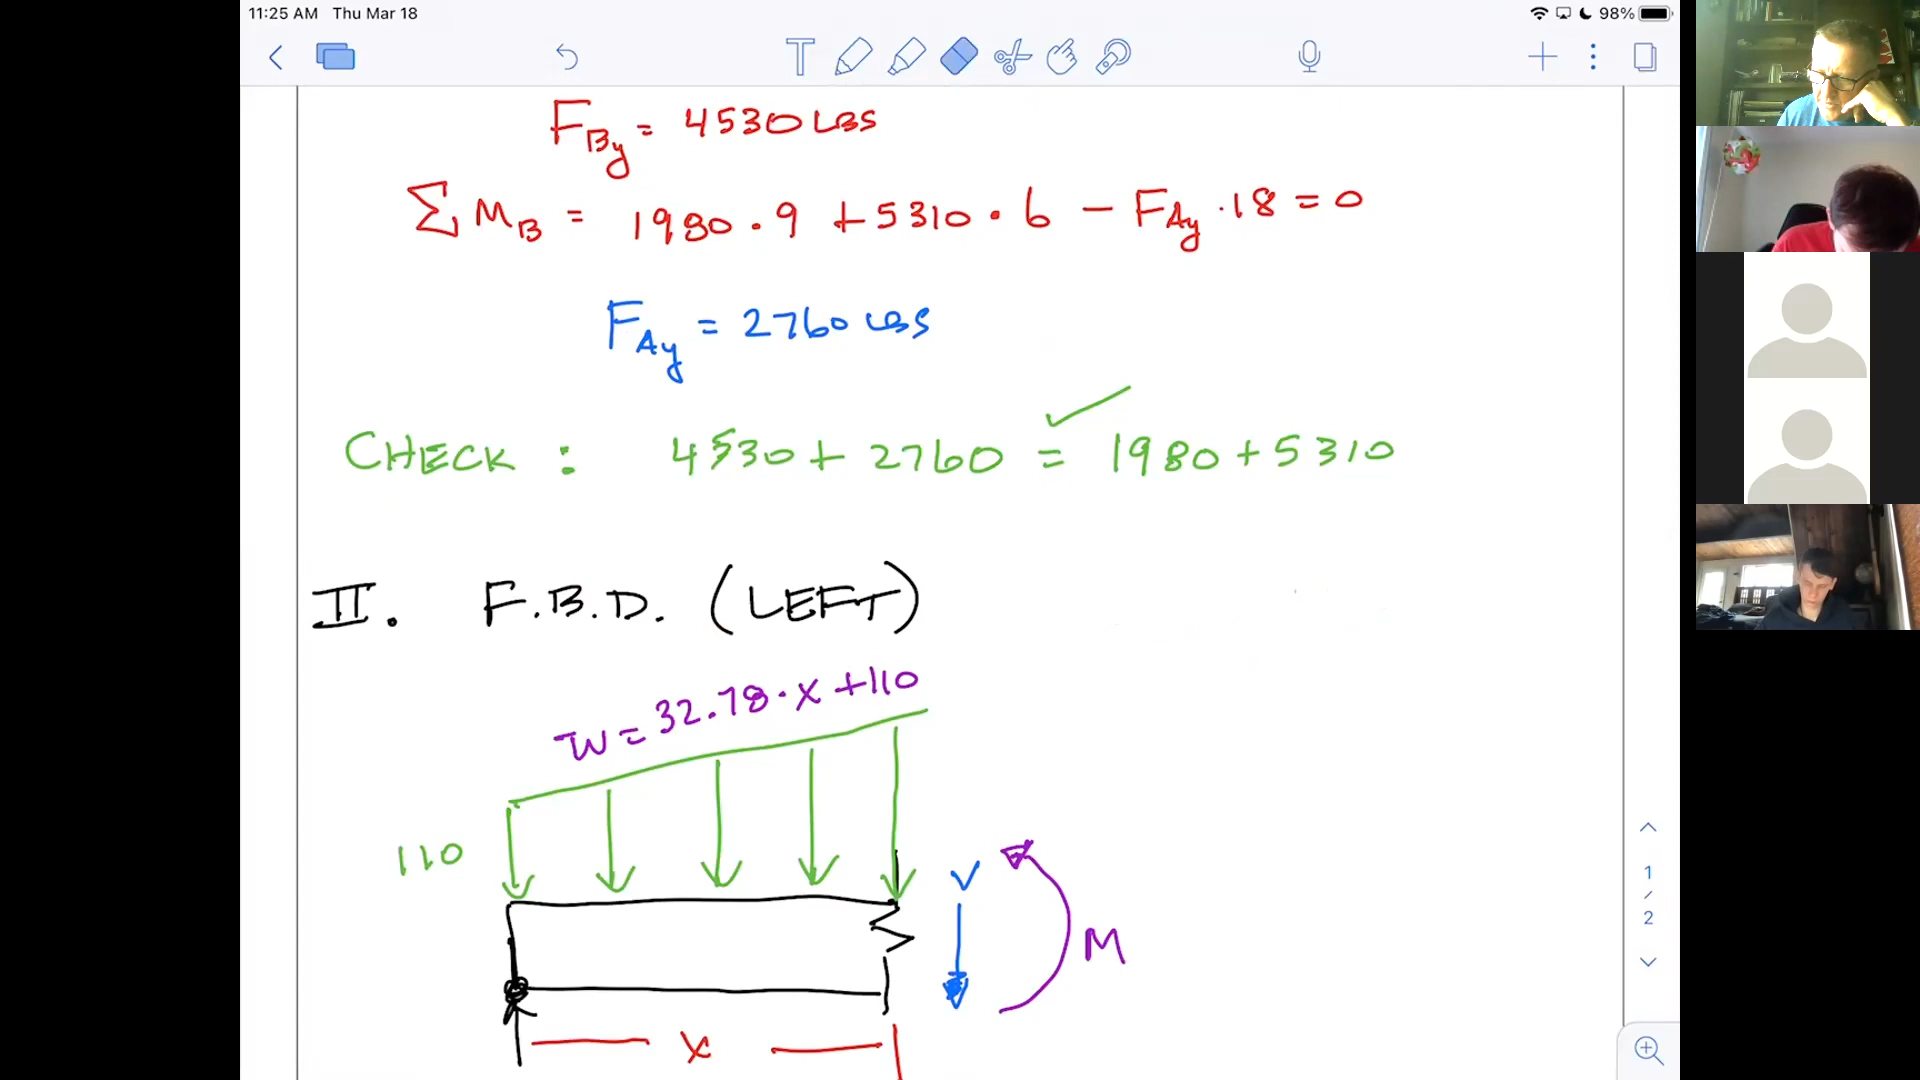 11:25 AM Thu Mar 18 98%
F_By = 4530 LBS
Σ M_B = 1980 · 9 + 5310 · 6 - F_Ay · 18 = 0
F_Ay = 2760 LBS
CHECK : 4530 + 2760 = 1980 + 5310
II. F.B.D. (LEFT)
W = 32.78 · x + 110
110
V
M
x
1
/
2